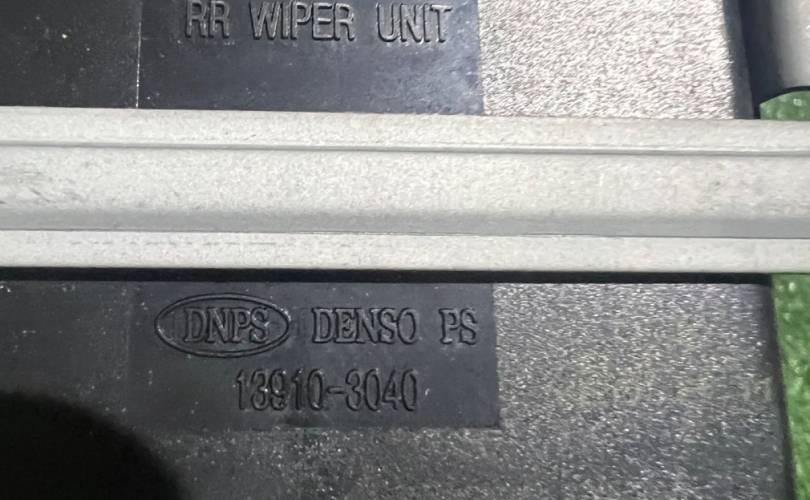 RR WIPER UNIT
DNPS DENSO PS
13910-3040